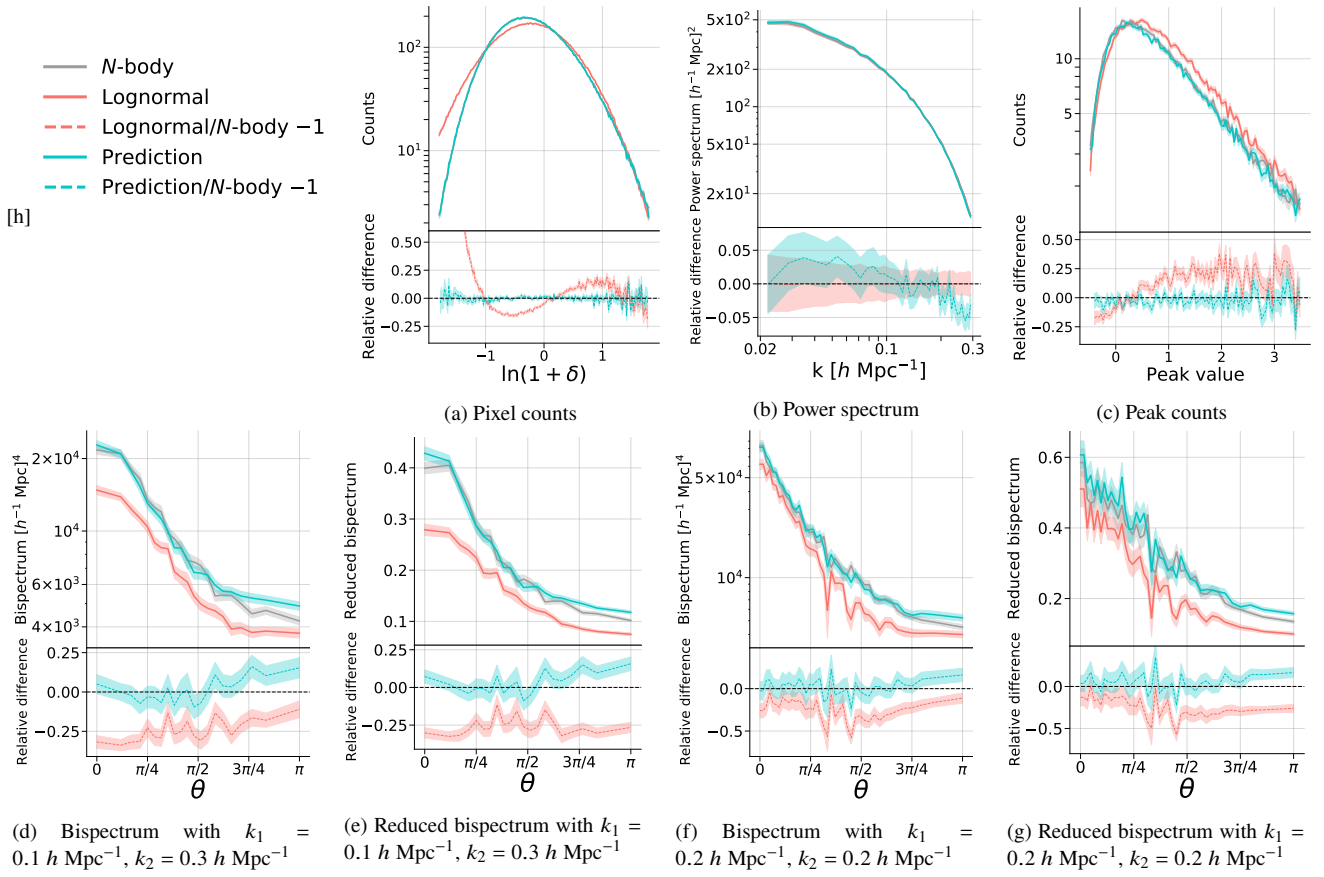 N-body
Lognormal
Lognormal/N-body −1
Prediction
Prediction/N-body −1
[h]
Counts
10²
10¹
Relative difference
0.50
0.25
0.00
−0.25
−1
0
1
ln(1 + δ)
(a) Pixel counts
Power spectrum [h⁻¹ Mpc]²
5×10²
2×10²
10²
5×10¹
2×10¹
Relative difference
0.05
0.00
−0.05
0.02
0.1
0.3
k [h Mpc⁻¹]
(b) Power spectrum
Counts
10
5
Relative difference
0.50
0.25
0.00
−0.25
0
1
2
3
Peak value
(c) Peak counts
Bispectrum [h⁻¹ Mpc]⁴
2×10⁴
10⁴
6×10³
4×10³
Relative difference
0.25
0.00
−0.25
0
π/4
π/2
3π/4
π
θ
(d) Bispectrum with k₁ =
0.1 h Mpc⁻¹, k₂ = 0.3 h Mpc⁻¹
Reduced bispectrum
0.4
0.3
0.2
0.1
Relative difference
0.25
0.00
−0.25
0
π/4
π/2
3π/4
π
θ
(e) Reduced bispectrum with k₁ =
0.1 h Mpc⁻¹, k₂ = 0.3 h Mpc⁻¹
Bispectrum [h⁻¹ Mpc]⁴
5×10⁴
10⁴
Relative difference
0.0
−0.5
0
π/4
π/2
3π/4
π
θ
(f) Bispectrum with k₁ =
0.2 h Mpc⁻¹, k₂ = 0.2 h Mpc⁻¹
Reduced bispectrum
0.6
0.4
0.2
Relative difference
0.0
−0.5
0
π/4
π/2
3π/4
π
θ
(g) Reduced bispectrum with k₁ =
0.2 h Mpc⁻¹, k₂ = 0.2 h Mpc⁻¹